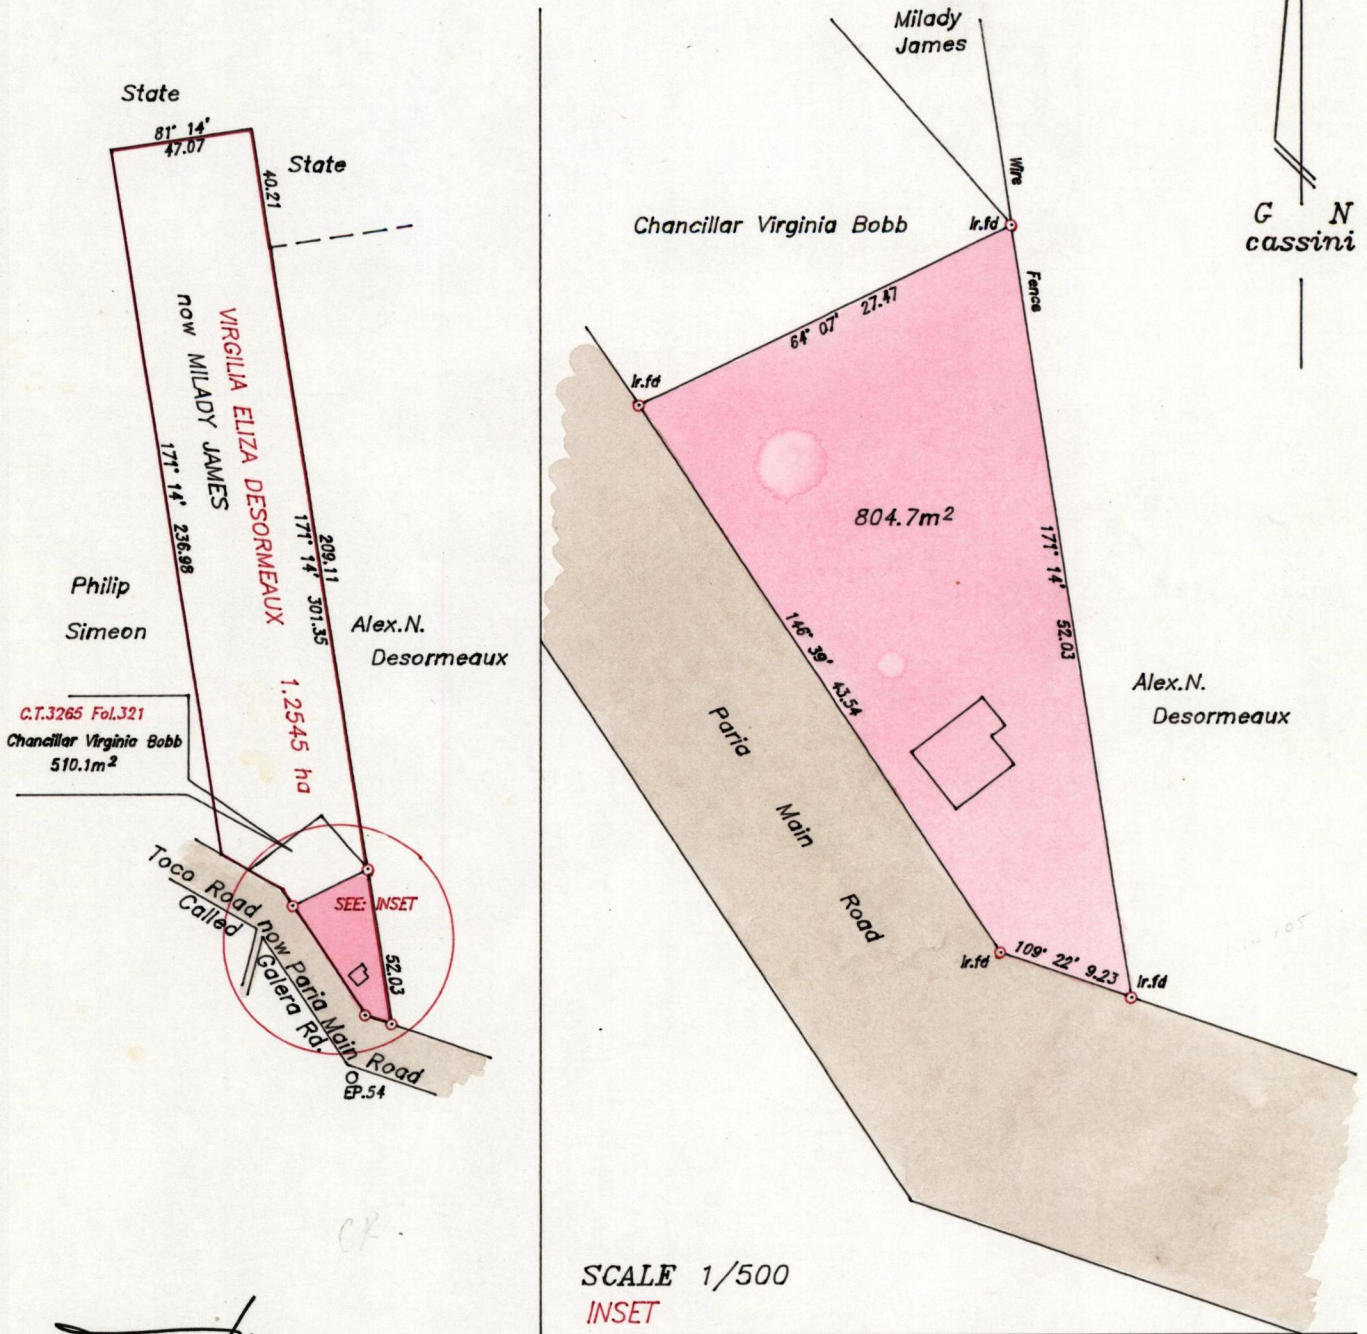 State
81° 14'
47.07
State
40.21
VIRGILIA ELIZA DESORMEAUX 1.2545 ha
now MILADY JAMES
171° 14' 236.98
209.11
171° 14' 301.35
Philip
Simeon
Alex.N.
Desormeaux
C.T.3265 Fol.321
Chancillar Virginia Bobb
510.1m²
SEE: INSET
52.03
Toco Road now Paria Main Road
Called
Galera Rd.
EP.54
CR.
Milady
James
Wire
Fence
Chancillar Virginia Bobb
Ir.fd
64° 07' 27.47
Ir.fd
804.7m²
171° 14' 52.03
146° 39' 43.54
Alex.N.
Desormeaux
Paria
Main
Road
Ir.fd
109° 22' 9.23
Ir.fd
G N
cassini
SCALE 1/500
INSET